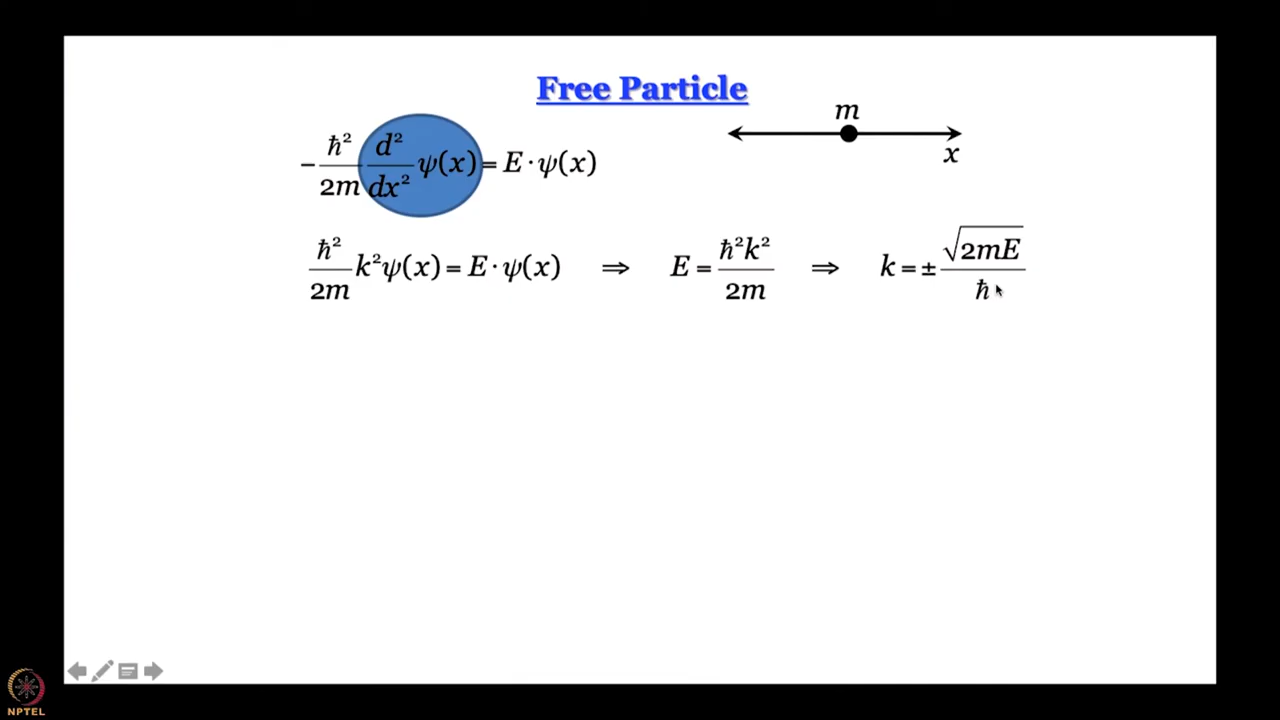 Free Particle
m
x
−ħ²/2m d²/dx² ψ(x) = E · ψ(x)
ħ²/2m k²ψ(x) = E · ψ(x) ⇒ E = ħ²k²/2m ⇒ k = ± √2mE/ħ
NPTEL